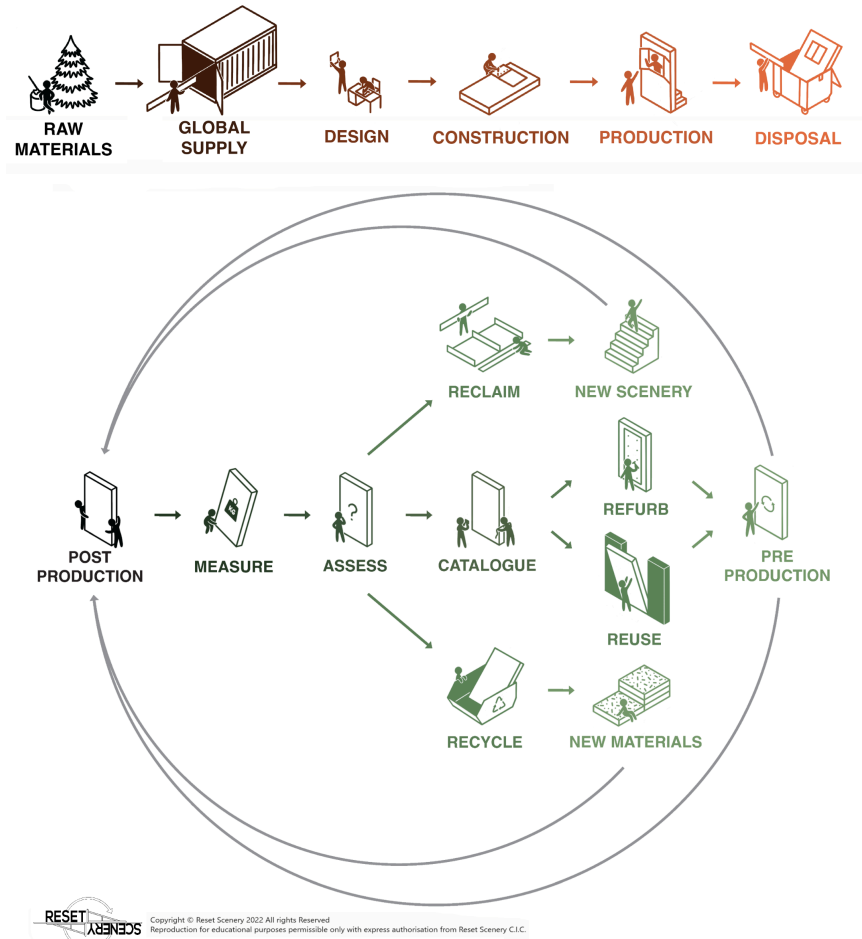 RAW
MATERIALS
GLOBAL
SUPPLY
DESIGN
CONSTRUCTION
PRODUCTION
DISPOSAL
RECLAIM
NEW SCENERY
?
KG
POST
PRODUCTION
MEASURE
ASSESS
CATALOGUE
REFURB
REUSE
PRE
PRODUCTION
RECYCLE
NEW MATERIALS
RESET
SCENERY
Copyright © Reset Scenery 2022 All rights Reserved
Reproduction for educational purposes permissible only with express authorisation from Reset Scenery C.I.C.